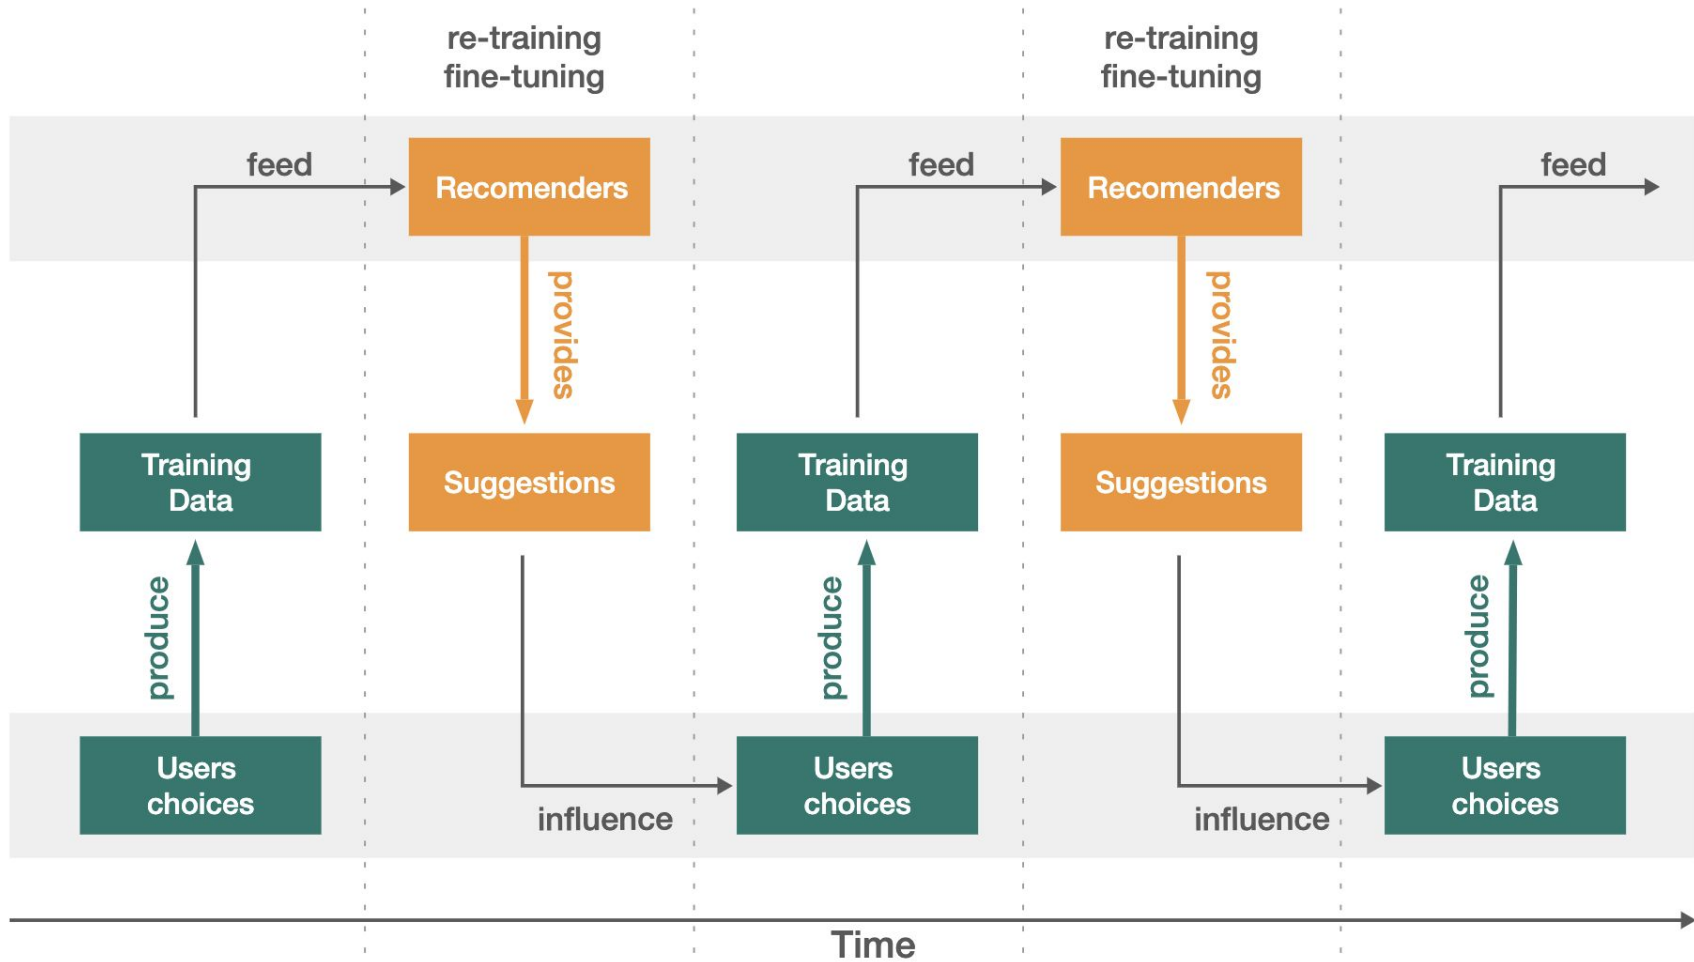 re-training
fine-tuning
re-training
fine-tuning
feed
Recomenders
feed
Recomenders
feed
provides
provides
Training
Data
Suggestions
Training
Data
Suggestions
Training
Data
produce
produce
produce
Users
choices
influence
Users
choices
influence
Users
choices
Time